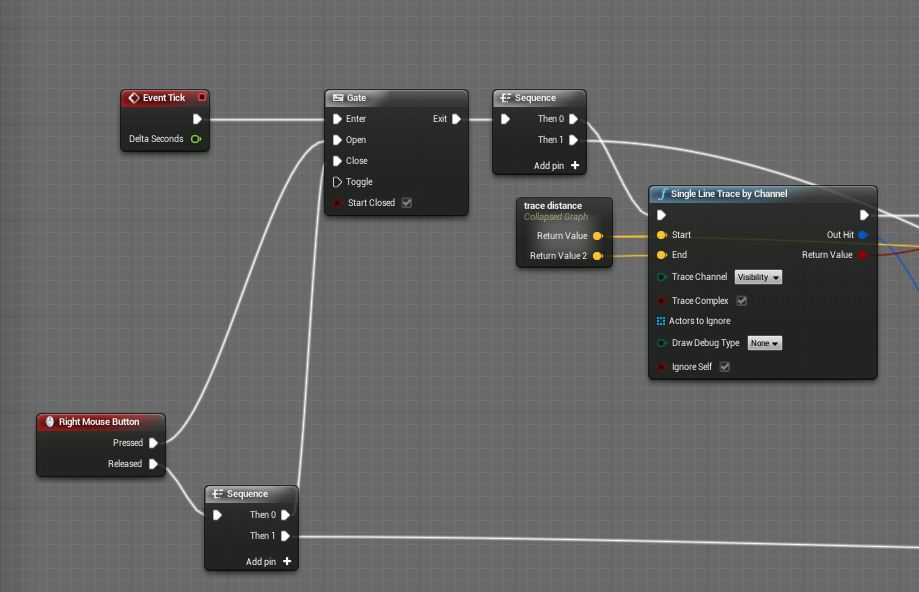 Event Tick
Delta Seconds
Gate
Enter
Exit
Open
Close
Toggle
Start Closed
Sequence
Then 0
Then 1
Add pin
trace distance
Collapsed Graph
Return Value
Return Value 2
Single Line Trace by Channel
Start
Out Hit
End
Return Value
Trace Channel Visibility
Trace Complex
Actors to Ignore
Draw Debug Type None
Ignore Self
Right Mouse Button
Pressed
Released
Sequence
Then 0
Then 1
Add pin